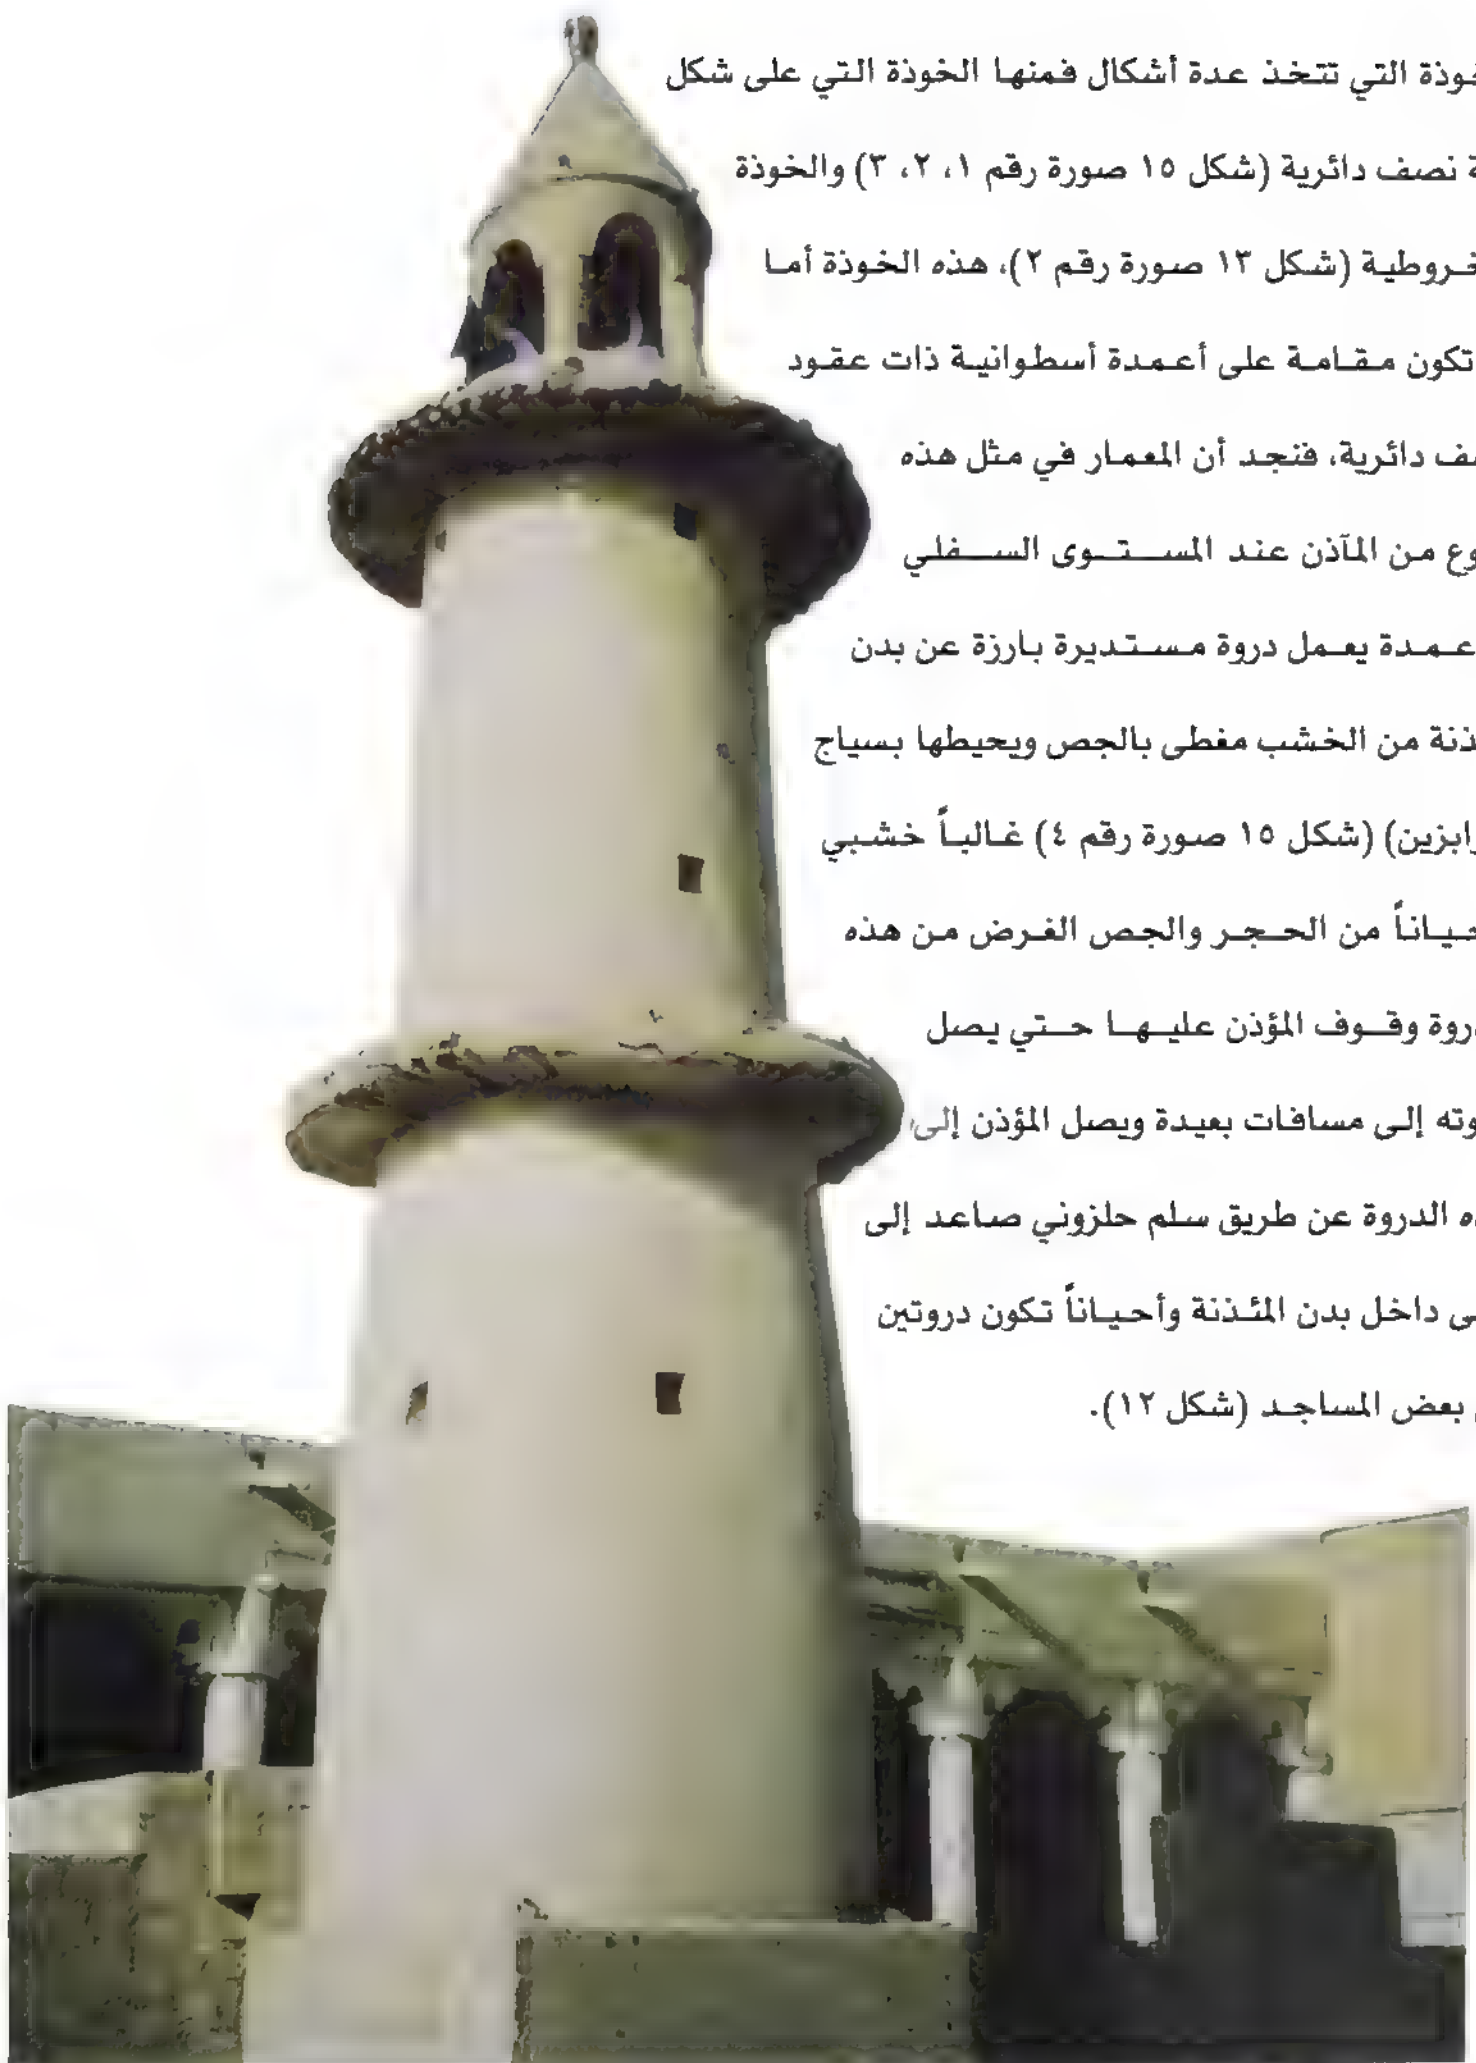 خوذة التي تتخذ عدة أشكال فمنها الخوذة التي على شكل
ة نصف دائرية (شكل ١٥ صورة رقم ١، ٢، ٣) والخوذة
خروطية (شكل ١٣ صورة رقم ٢)، هذه الخوذة أما
تكون مقامة على أعمدة أسطوانية ذات عقود
ف دائرية، فنجد أن المعمار في مثل هذه
وع من المآذن عند المستوى السفلي
عمدة يعمل دروة مستديرة بارزة عن بدن
ذنة من الخشب مغطى بالجص ويحيطها بسياج
رابزين) (شكل ١٥ صورة رقم ٤) غالباً خشبي
حياناً من الحجر والجص الغرض من هذه
دروة وقوف المؤذن عليها حتي يصل
وته إلى مسافات بعيدة ويصل المؤذن إلى
ه الدروة عن طريق سلم حلزوني صاعد إلى
ى داخل بدن المئذنة وأحياناً تكون دروتين
بعض المساجد (شكل ١٢).